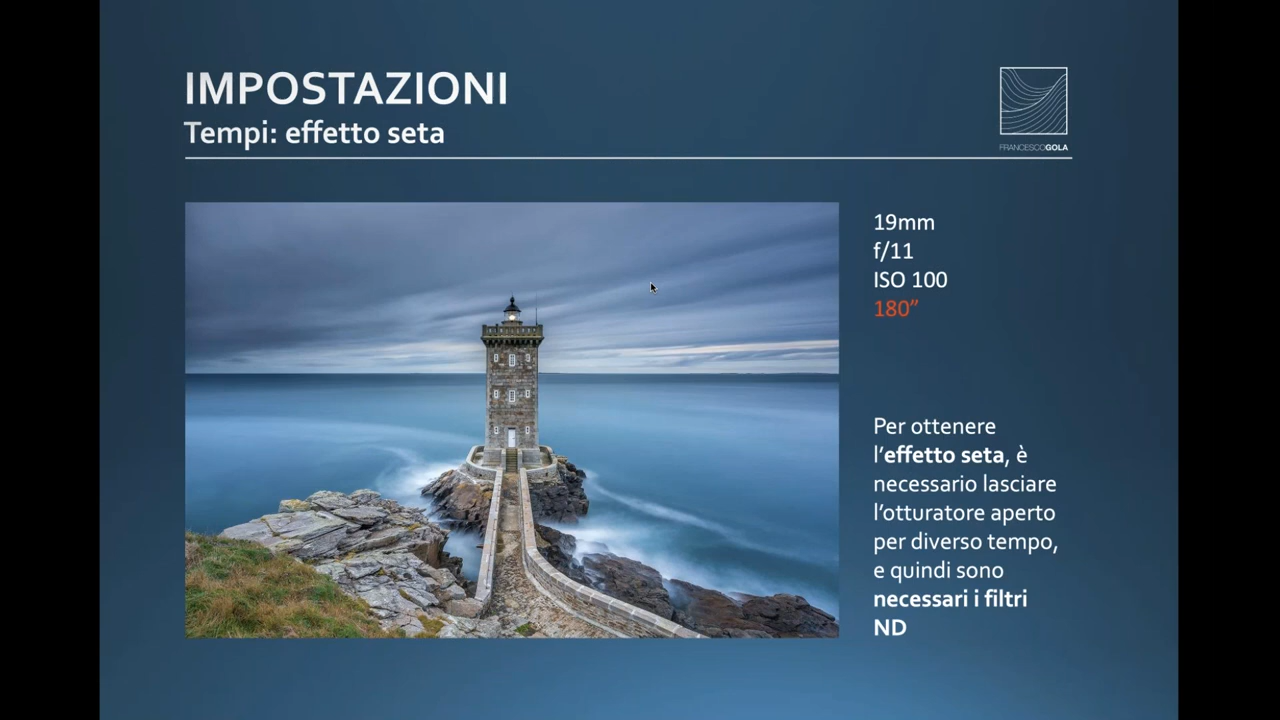 IMPOSTAZIONI
Tempi: effetto seta
FRANCESCOGOLA
19mm
f/11
ISO 100
180”
Per ottenere
l’effetto seta, è
necessario lasciare
l’otturatore aperto
per diverso tempo,
e quindi sono
necessari i filtri
ND